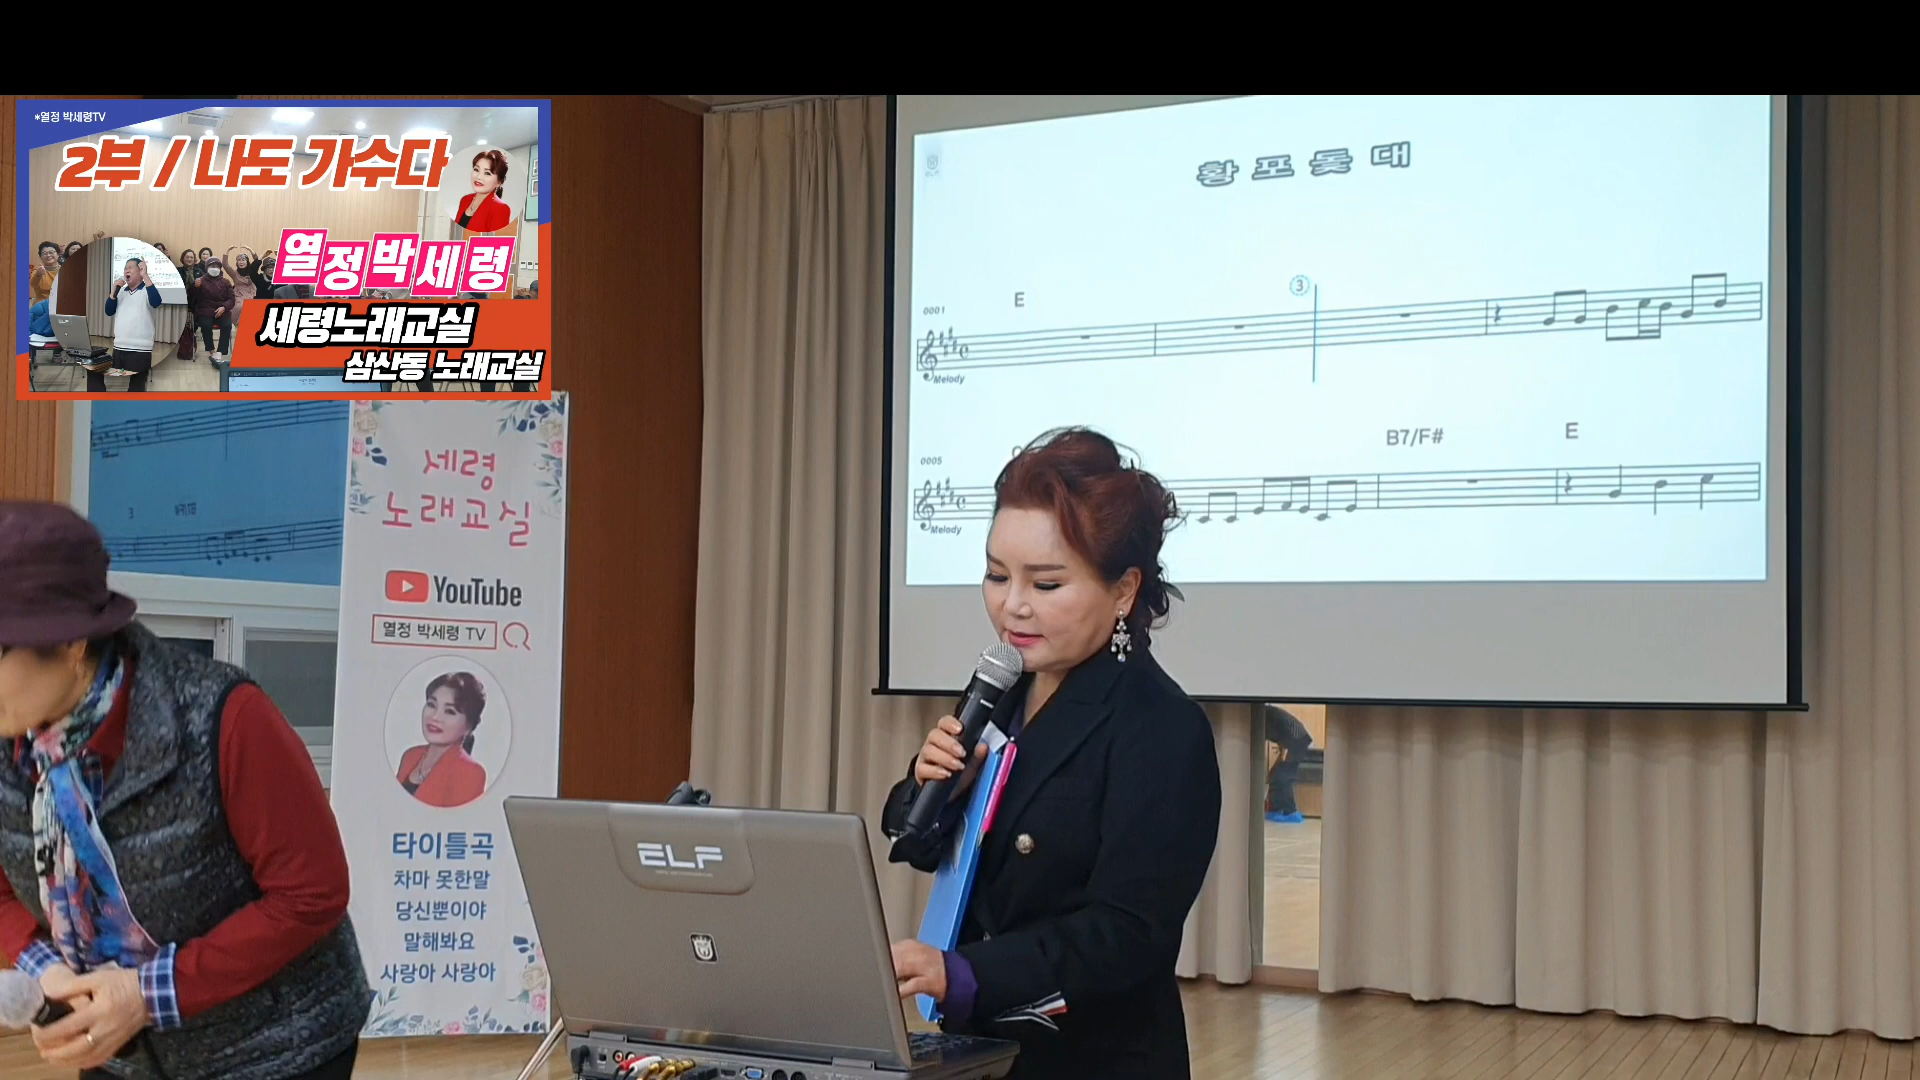 *열정 박세령TV
2부 / 나도 가수다
열정박세령
세령노래교실
삼산동 노래교실
황포돛대
ELF
③
E
0001
Melody
B7/F#
E
0005
Melody
세령
노래교실
YouTube
열정 박세령 TV
타이틀곡
차마 못한말
당신뿐이야
말해봐요
사랑아 사랑아
ELF